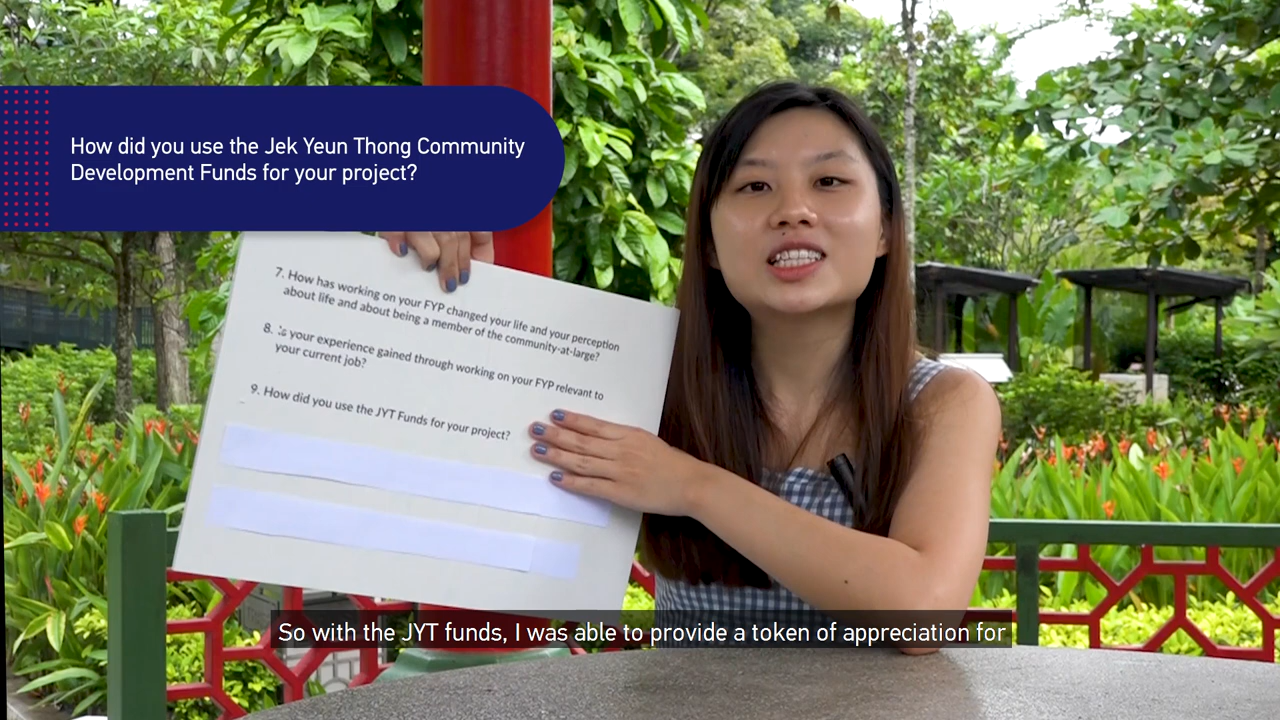 How did you use the Jek Yeun Thong Community
Development Funds for your project?
7. How has working on your FYP changed your life and your perception
about life and about being a member of the community-at-large?
8. Is your experience gained through working on your FYP relevant to
your current job?
9. How did you use the JYT Funds for your project?
So with the JYT funds, I was able to provide a token of appreciation for